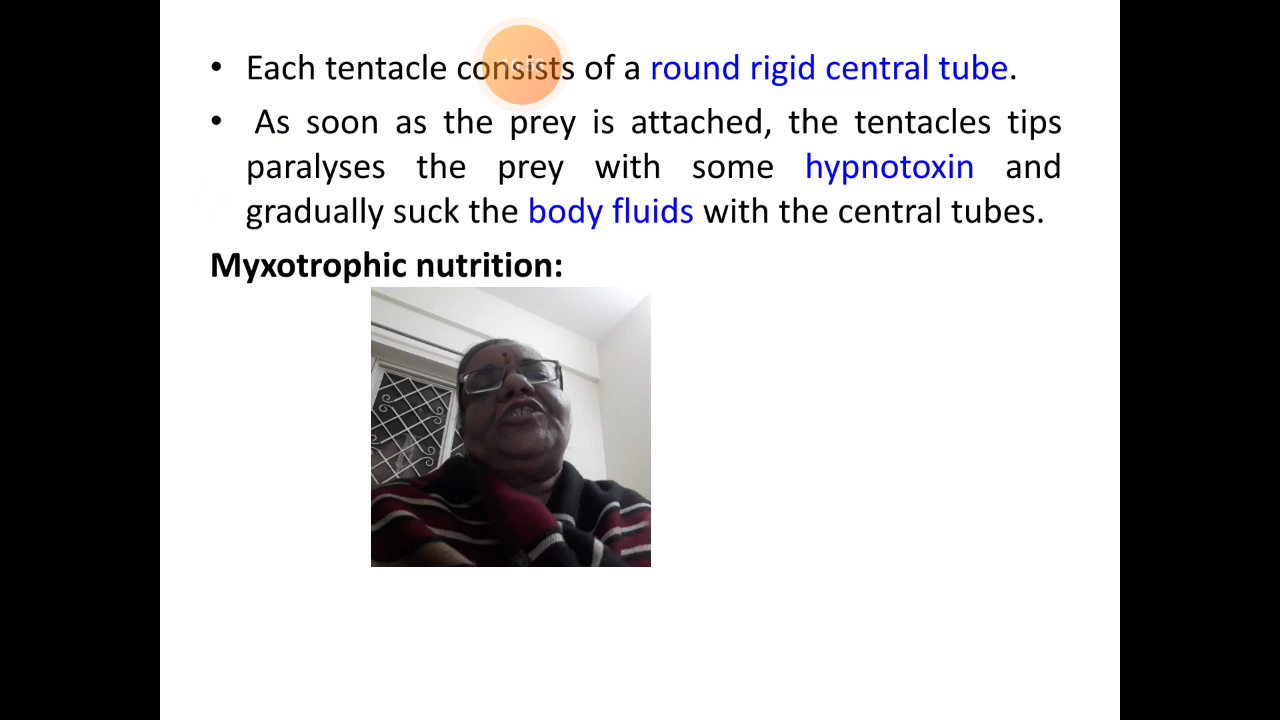 • Each tentacle consists of a round rigid central tube.
• As soon as the prey is attached, the tentacles tips
paralyses the prey with some hypnotoxin and
gradually suck the body fluids with the central tubes.
Myxotrophic nutrition: